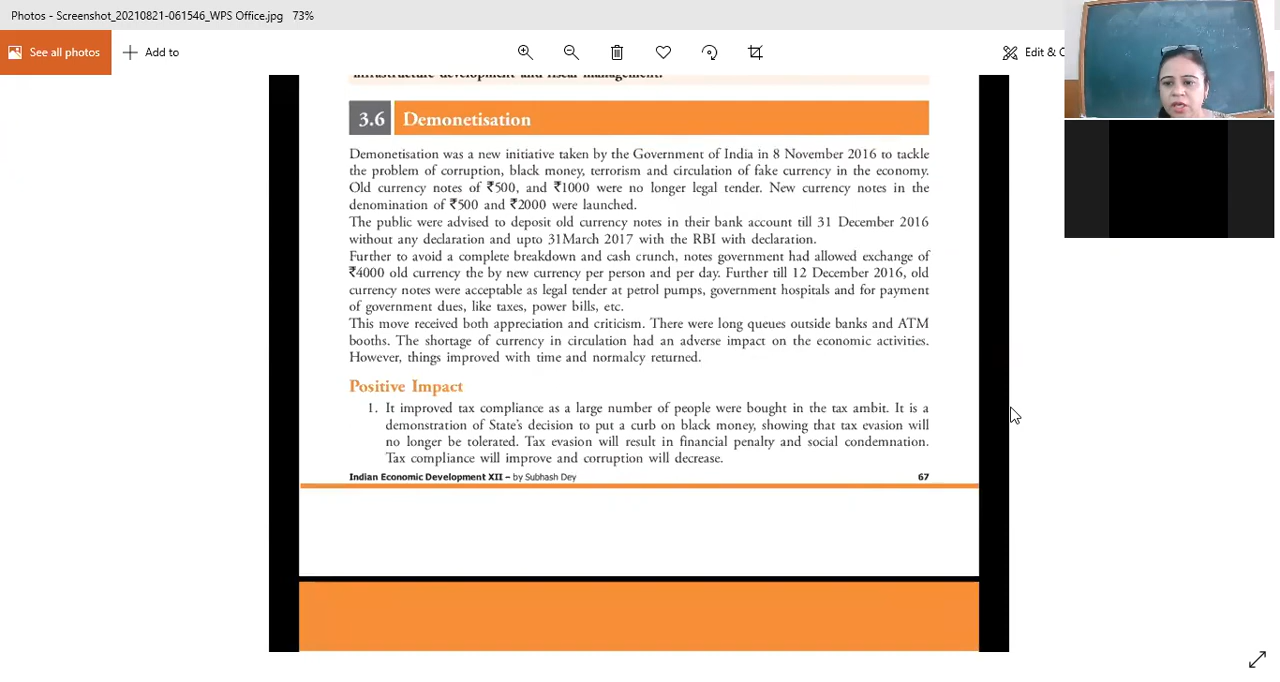 Photos - Screenshot_20210821-061546_WPS Office.jpg 73%
See all photos
Add to
Edit & C
infrastructure development and fiscal management.
3.6 Demonetisation
Demonetisation was a new initiative taken by the Government of India in 8 November 2016 to tackle
the problem of corruption, black money, terrorism and circulation of fake currency in the economy.
Old currency notes of ₹500, and ₹1000 were no longer legal tender. New currency notes in the
denomination of ₹500 and ₹2000 were launched.
The public were advised to deposit old currency notes in their bank account till 31 December 2016
without any declaration and upto 31March 2017 with the RBI with declaration.
Further to avoid a complete breakdown and cash crunch, notes government had allowed exchange of
₹4000 old currency the by new currency per person and per day. Further till 12 December 2016, old
currency notes were acceptable as legal tender at petrol pumps, government hospitals and for payment
of government dues, like taxes, power bills, etc.
This move received both appreciation and criticism. There were long queues outside banks and ATM
booths. The shortage of currency in circulation had an adverse impact on the economic activities.
However, things improved with time and normalcy returned.
Positive Impact
1. It improved tax compliance as a large number of people were bought in the tax ambit. It is a
demonstration of State's decision to put a curb on black money, showing that tax evasion will
no longer be tolerated. Tax evasion will result in financial penalty and social condemnation.
Tax compliance will improve and corruption will decrease.
Indian Economic Development XII – by Subhash Dey 67